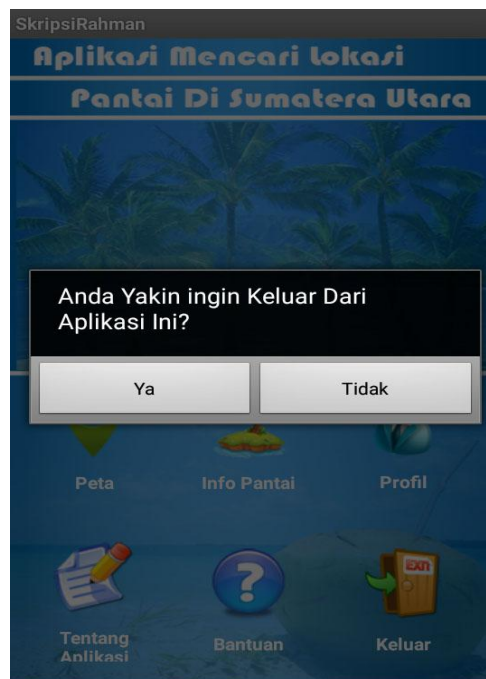 SkripsiRahman
Aplikasi Mencari Lokasi
Pantai Di Sumatera Utara
Anda Yakin ingin Keluar Dari
Aplikasi Ini?
Ya Tidak
Peta Info Pantai Profil
EXIT
Tentang
Aplikasi
Bantuan Keluar